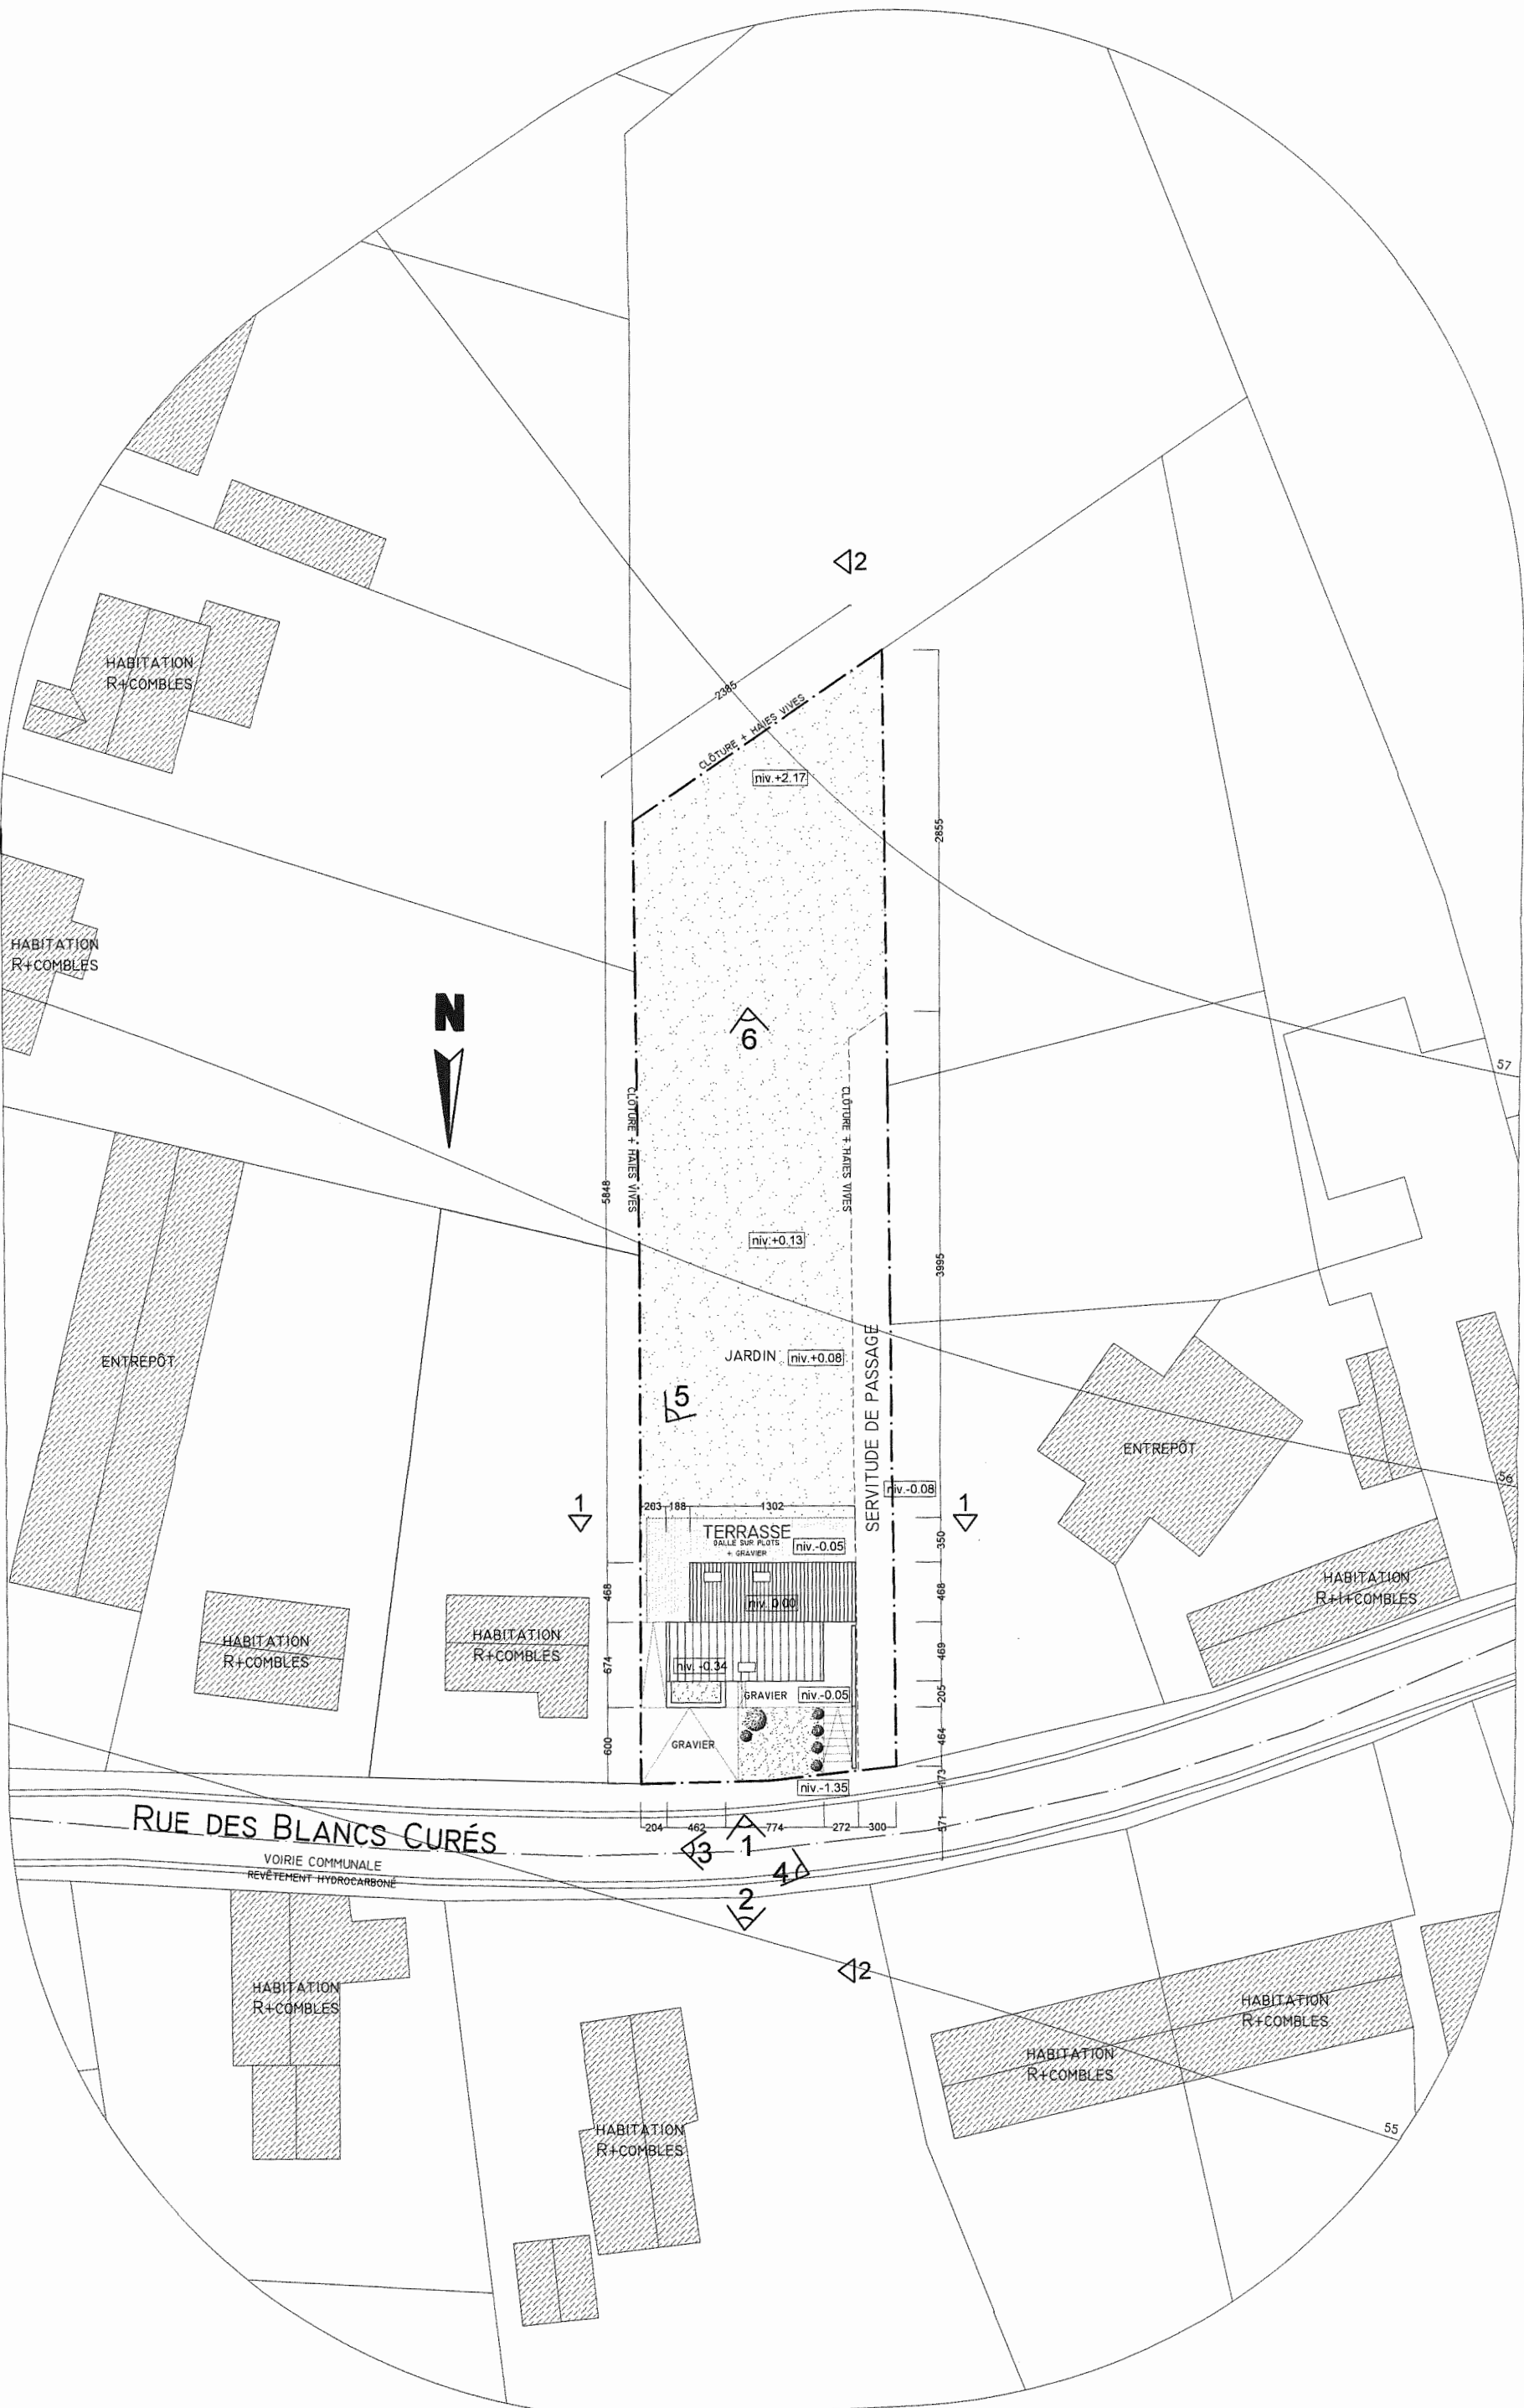 2
2385
CLÔTURE + HAIES VIVES
niv.+2.17
HABITATION
R+COMBLES
2855
HABITATION
R+COMBLES
N
6
57
CLÔTURE + HAIES VIVES
CLÔTURE + HAIES VIVES
5848
niv.+0.13
3995
JARDIN
niv.+0.08
ENTREPÔT
5
SERVITUDE DE PASSAGE
ENTREPÔT
56
niv.-0.08
1
203
188
1302
1
TERRASSE
DALLE SUR PLOTS
+ GRAVIER
niv.-0.05
350
468
niv. 0.00
468
HABITATION
R+1+COMBLES
HABITATION
R+COMBLES
HABITATION
R+COMBLES
674
niv. -0.34
469
GRAVIER
niv.-0.05
205
600
GRAVIER
464
niv.-1.35
173
RUE DES BLANCS CURÉS
204
462
774
272
300
571
3
1
4
VOIRIE COMMUNALE
REVÊTEMENT HYDROCARBONÉ
2
2
HABITATION
R+COMBLES
HABITATION
R+COMBLES
HABITATION
R+COMBLES
HABITATION
R+COMBLES
55